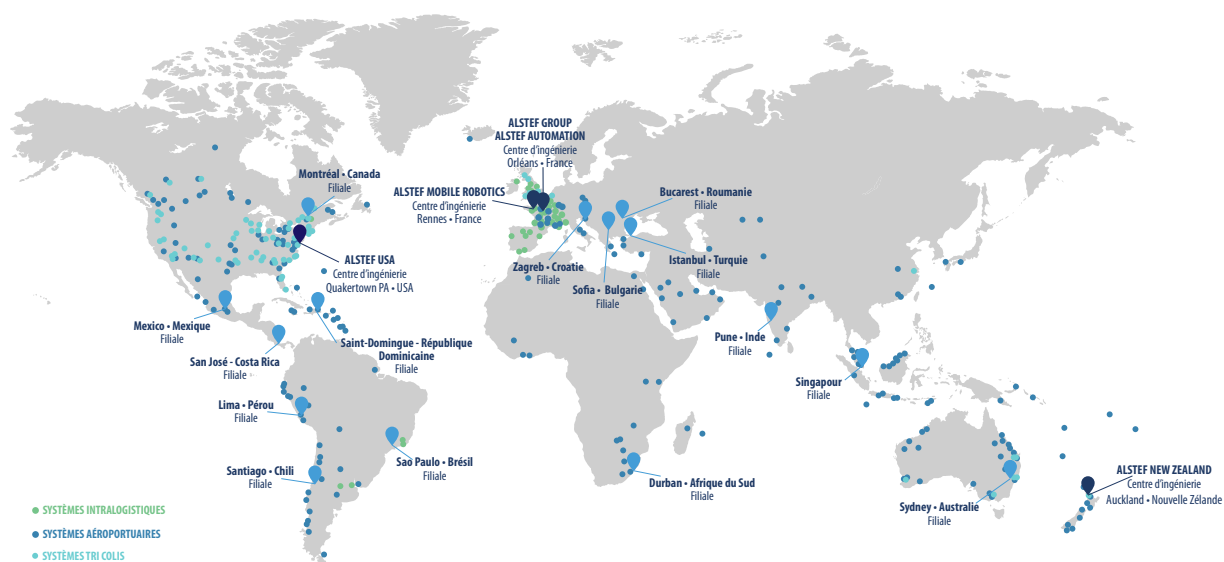 ALSTEF GROUP
ALSTEF AUTOMATION
Centre d'ingénierie
Orléans • France
Montréal • Canada
Filiale
ALSTEF MOBILE ROBOTICS
Centre d'ingénierie
Rennes • France
Bucarest • Roumanie
Filiale
ALSTEF USA
Centre d'ingénierie
Quakertown PA • USA
Zagreb • Croatie
Filiale
Istanbul • Turquie
Filiale
Sofia • Bulgarie
Filiale
Mexico • Mexique
Filiale
Saint-Domingue - République
Dominicaine
Filiale
Pune • Inde
Filiale
San José - Costa Rica
Filiale
Singapour
Filiale
Lima • Pérou
Filiale
Sao Paulo • Brésil
Filiale
Santiago • Chili
Filiale
Durban • Afrique du Sud
Filiale
Sydney • Australie
Filiale
ALSTEF NEW ZEALAND
Centre d'ingénierie
Auckland • Nouvelle Zélande
SYSTÈMES INTRALOGISTIQUES
SYSTÈMES AÉROPORTUAIRES
SYSTÈMES TRI COLIS